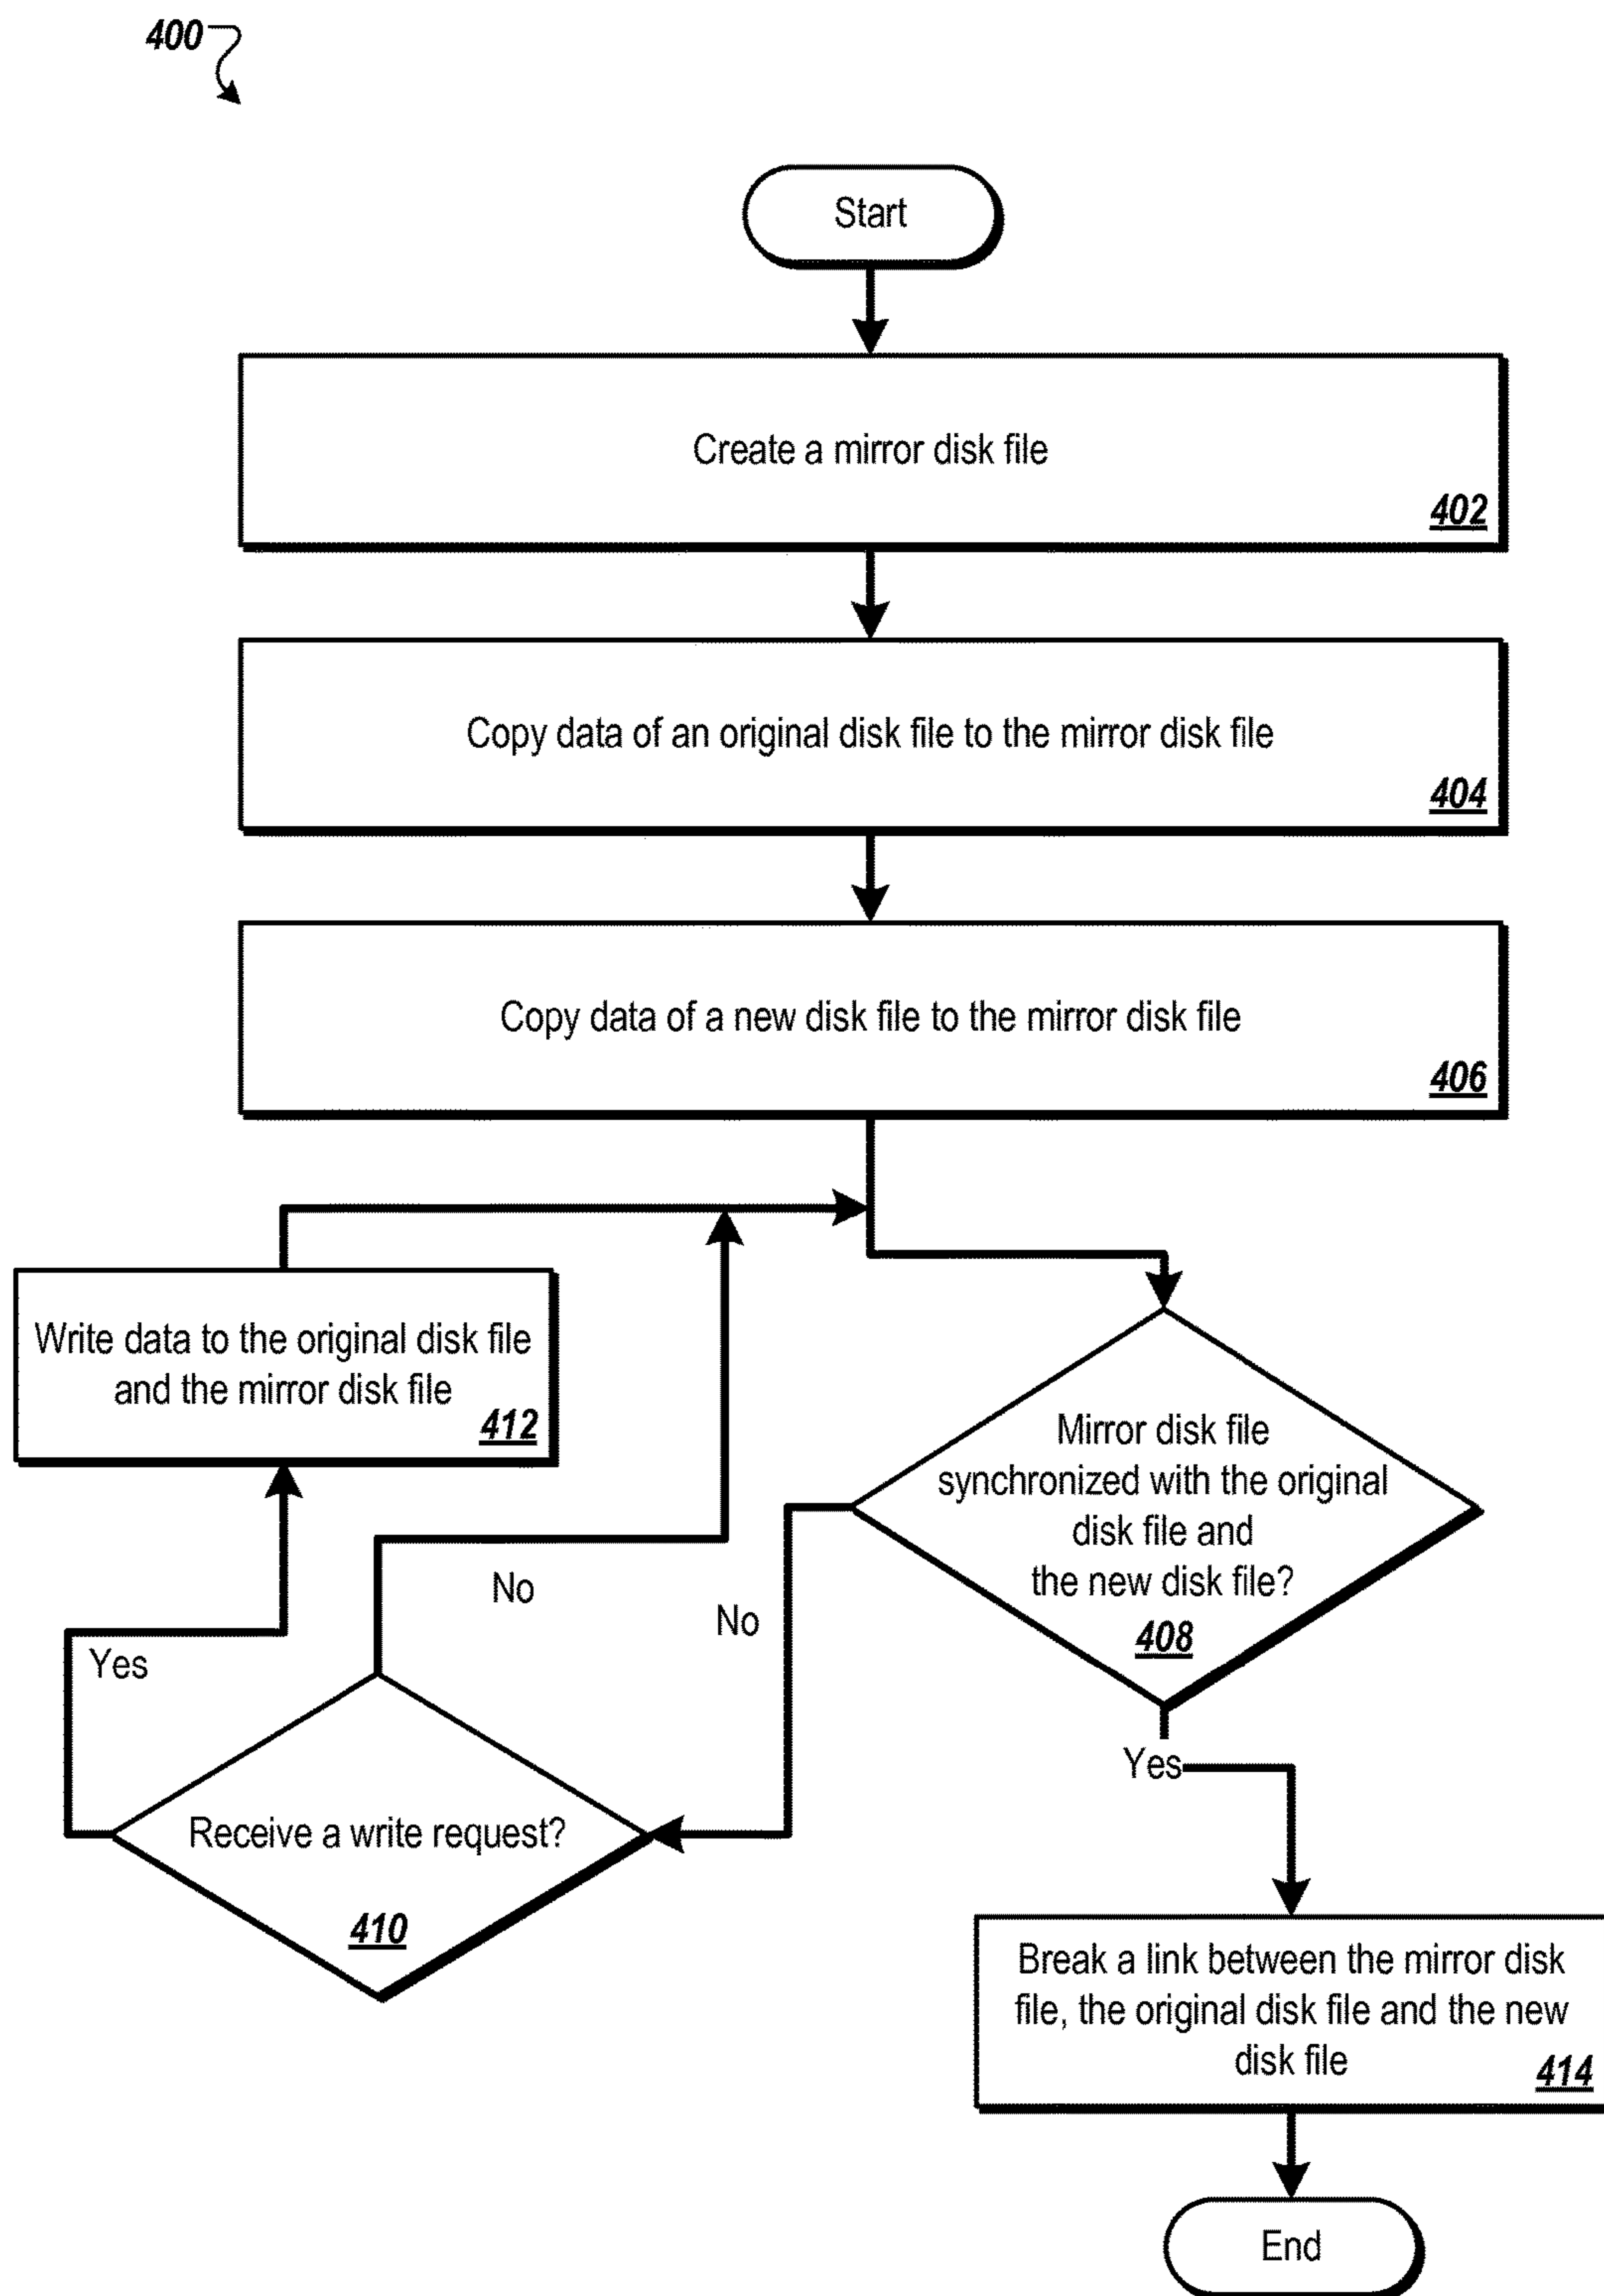 400
Start
Create a mirror disk file
402
Copy data of an original disk file to the mirror disk file
404
Copy data of a new disk file to the mirror disk file
406
Write data to the original disk file
and the mirror disk file
412
Mirror disk file
synchronized with the original
disk file and
the new disk file?
408
No
No
Yes
Yes
Receive a write request?
410
Break a link between the mirror disk
file, the original disk file and the new
disk file
414
End